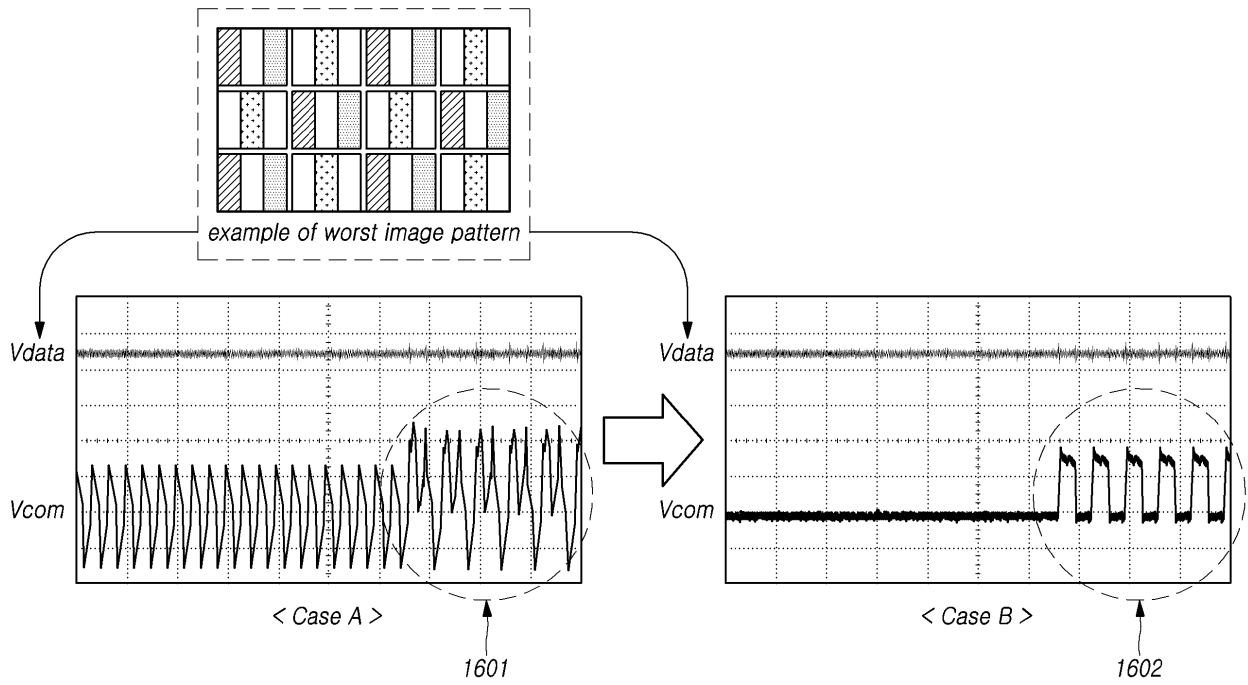 example of worst image pattern
Vdata
Vcom
< Case A >
1601
Vdata
Vcom
< Case B >
1602